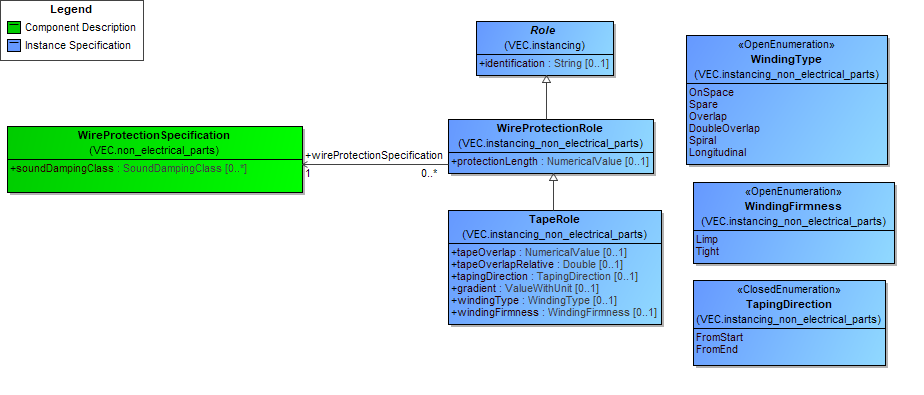 Legend
Component Description
Instance Specification
Role
(VEC.instancing)
+identification : String [0..1]
«OpenEnumeration»
WindingType
(VEC.instancing_non_electrical_parts)
OnSpace
Spare
Overlap
DoubleOverlap
Spiral
Longitudinal
WireProtectionSpecification
(VEC.non_electrical_parts)
+soundDampingClass : SoundDampingClass [0..*]
+wireProtectionSpecification
1
0..*
WireProtectionRole
(VEC.instancing_non_electrical_parts)
+protectionLength : NumericalValue [0..1]
«OpenEnumeration»
WindingFirmness
(VEC.instancing_non_electrical_parts)
Limp
Tight
TapeRole
(VEC.instancing_non_electrical_parts)
+tapeOverlap : NumericalValue [0..1]
+tapeOverlapRelative : Double [0..1]
+tapingDirection : TapingDirection [0..1]
+gradient : ValueWithUnit [0..1]
+windingType : WindingType [0..1]
+windingFirmness : WindingFirmness [0..1]
«ClosedEnumeration»
TapingDirection
(VEC.instancing_non_electrical_parts)
FromStart
FromEnd